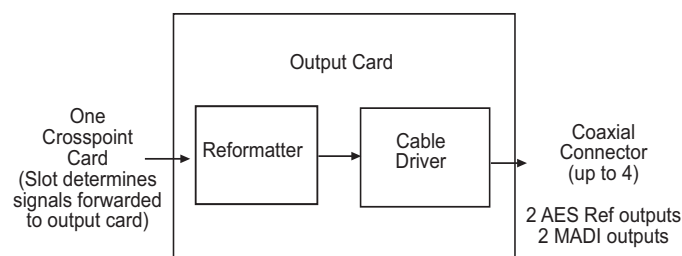 Output Card
One
Crosspoint
Card
(Slot determines
signals forwarded
to output card)
Reformatter
Cable
Driver
Coaxial
Connector
(up to 4)
2 AES Ref outputs
2 MADI outputs